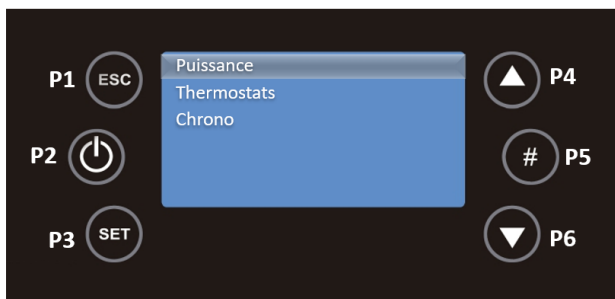 P1 ESC
Puissance
P4
Thermostats
Chrono
P2
# P5
P3 SET
P6